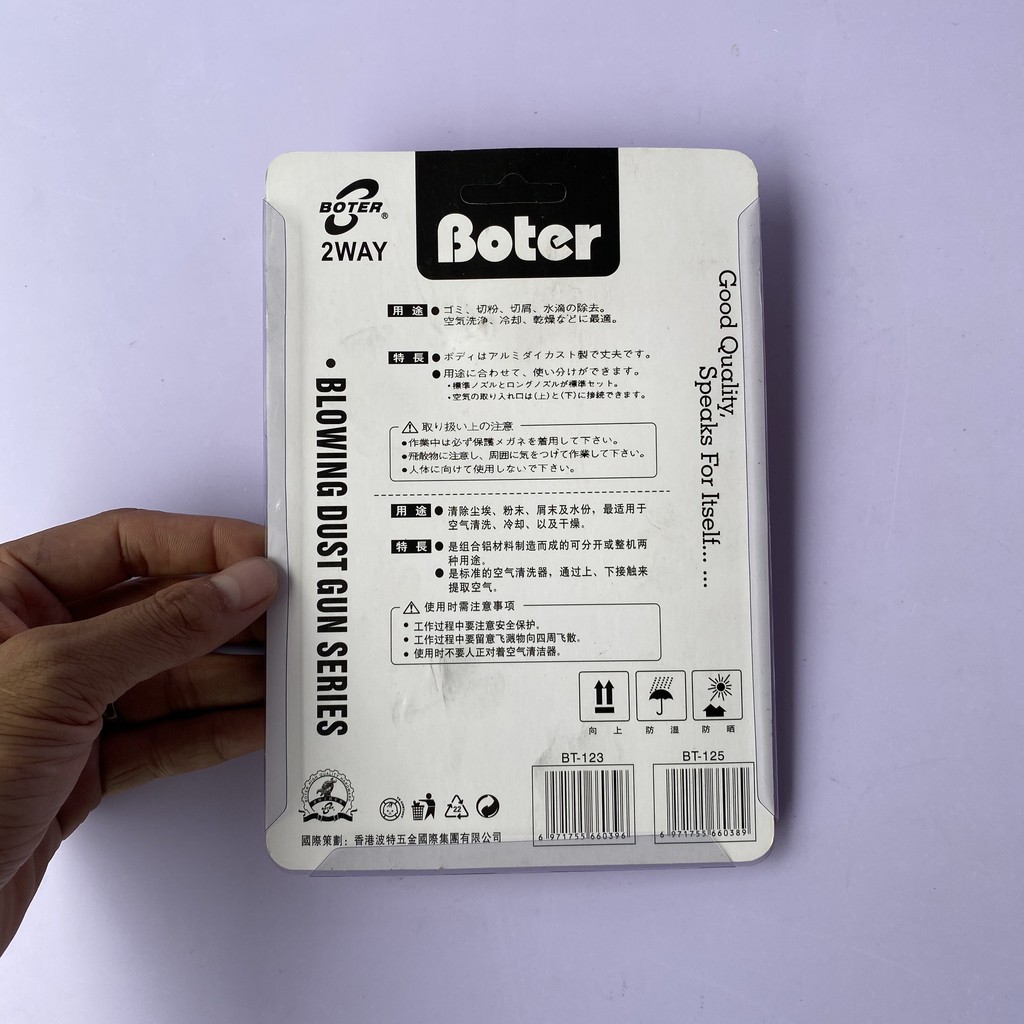 BOTER®
2WAY
Boter
用途 ● ゴミ、切粉、切屑、水滴の除去。
空気洗浄、冷却、乾燥などに最適。
特長 ● ボディはアルミダイカスト製で丈夫です。
● 用途に合わせて、使い分けができます。
・標準ノズルとロングノズルが標準セット。
・空気の取り入れ口は(上)と(下)に接続できます。
⚠ 取り扱い上の注意
●作業中は必ず保護メガネを着用して下さい。
●飛散物に注意し、周囲に気をつけて作業して下さい。
●人体に向けて使用しないで下さい。
用途 ● 清除尘埃、粉末、屑末及水份，最适用于
空气清洗、冷却、以及干燥。
特長 ● 是组合铝材料制造而成的可分开或整机两
种用途。
● 是标准的空气清洗器，通过上、下接触来
提取空气。
⚠ 使用时需注意事项
● 工作过程中要注意安全保护。
● 工作过程中要留意飞溅物向四周飞散。
● 使用时不要人正对着空气清洁器。
• BLOWING DUST GUN SERIES
Good Quality,
Speaks For Itself... ...
向上 防湿 防晒
BT-123
6 971755 660396
BT-125
6 971755 660389
22
國際策劃：香港波特五金國際集團有限公司